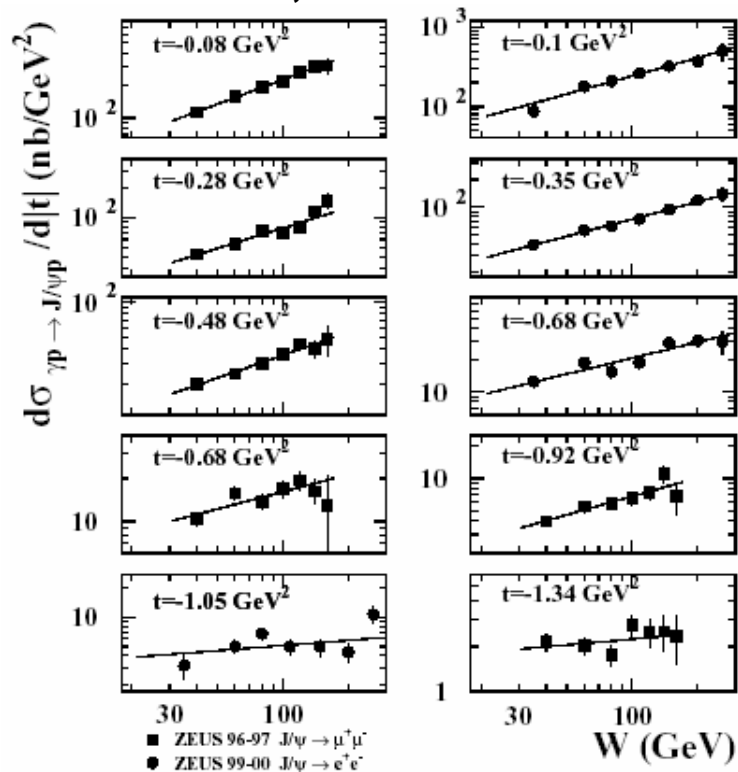 dσ γp → J/ψp /d|t| (nb/GeV²)
t=-0.08 GeV²
10²
t=-0.1 GeV²
10³
10²
t=-0.28 GeV²
10²
t=-0.35 GeV²
10²
t=-0.48 GeV²
10²
t=-0.68 GeV²
10
t=-0.68 GeV²
10
t=-0.92 GeV²
10
t=-1.05 GeV²
10
t=-1.34 GeV²
1
30 100
30 100
W (GeV)
■ ZEUS 96-97 J/ψ → μ⁺μ⁻
● ZEUS 99-00 J/ψ → e⁺e⁻